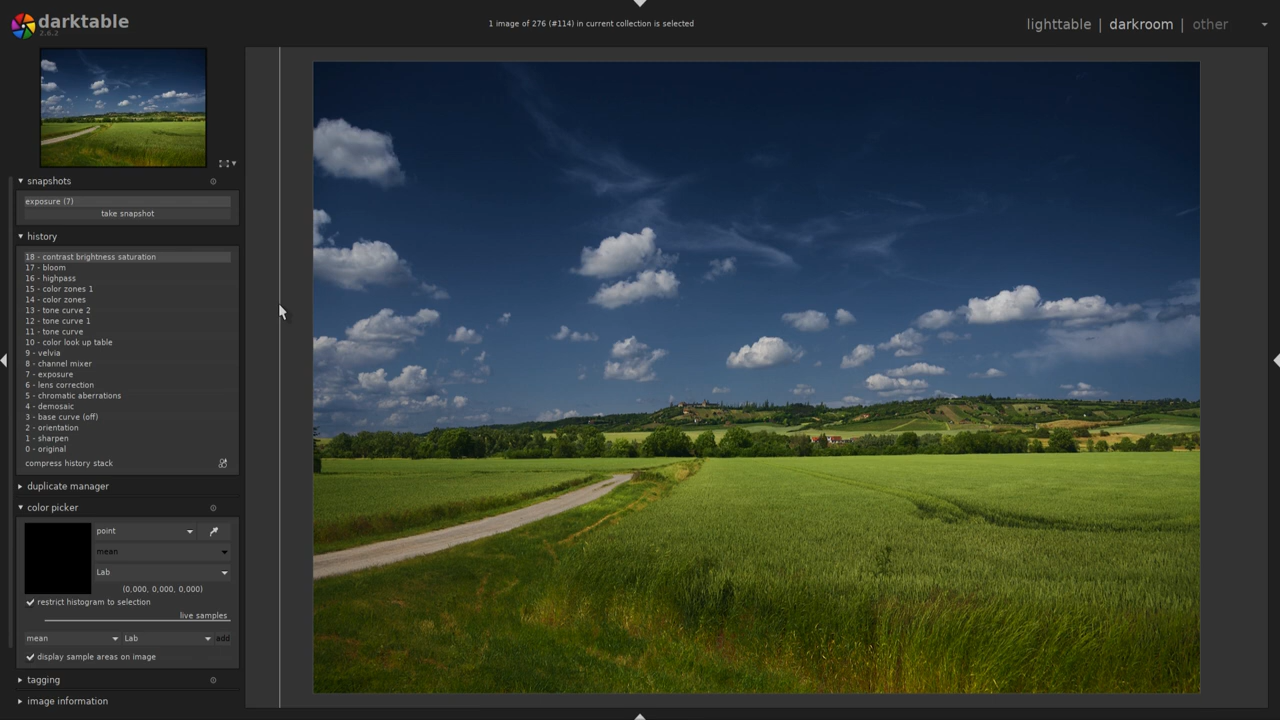 darktable
2.6.2
1 image of 276 (#114) in current collection is selected
lighttable | darkroom | other
snapshots
exposure (7)
take snapshot
history
18 - contrast brightness saturation
17 - bloom
16 - highpass
15 - color zones 1
14 - color zones
13 - tone curve 2
12 - tone curve 1
11 - tone curve
10 - color look up table
9 - velvia
8 - channel mixer
7 - exposure
6 - lens correction
5 - chromatic aberrations
4 - demosaic
3 - base curve (off)
2 - orientation
1 - sharpen
0 - original
compress history stack
duplicate manager
color picker
point
mean
Lab
(0,000, 0,000, 0,000)
restrict histogram to selection
live samples
mean Lab add
display sample areas on image
tagging
image information